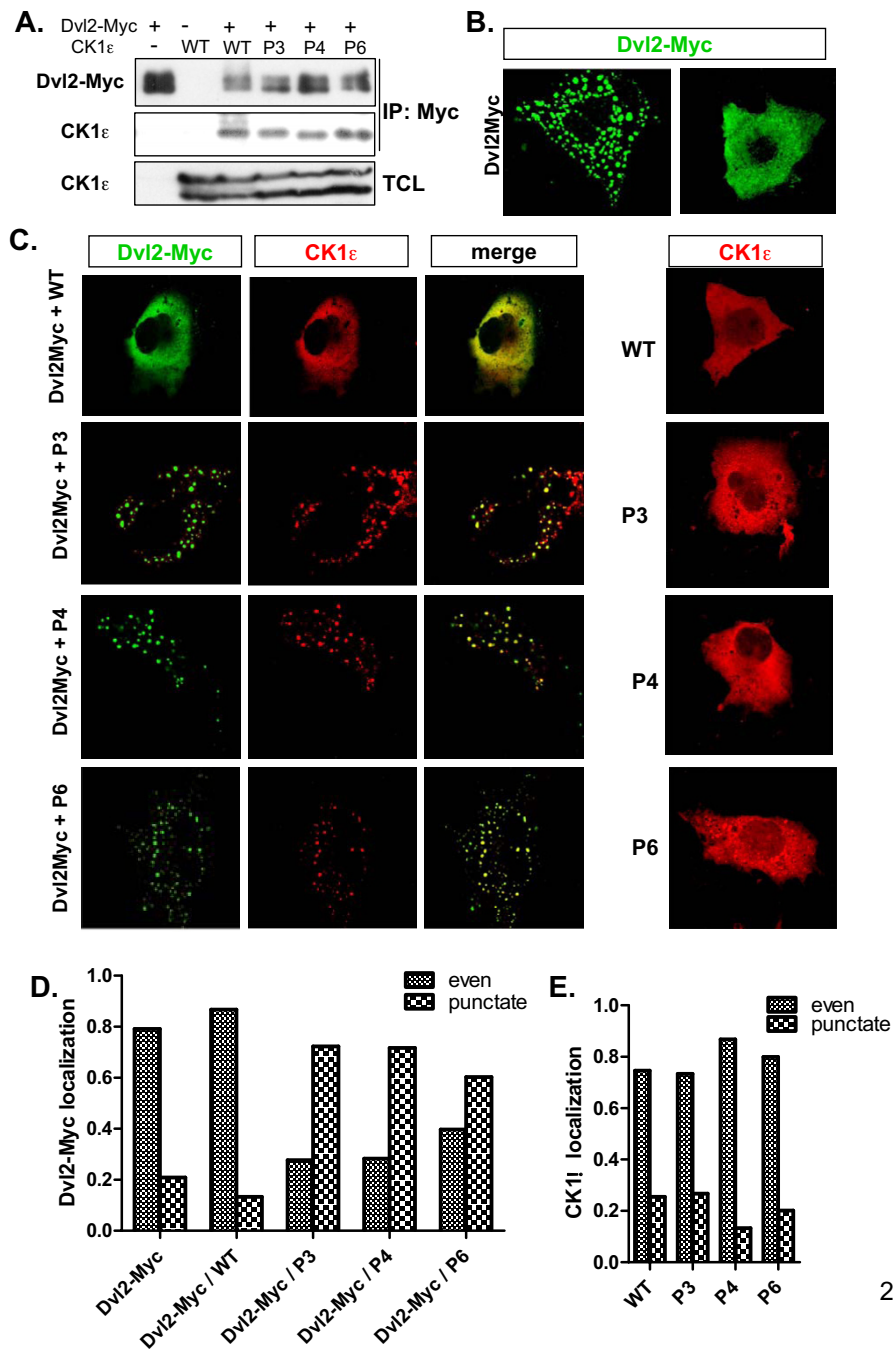 A.
Dvl2-Myc + - + + + +
CK1ε - WT WT P3 P4 P6
Dvl2-Myc
CK1ε
IP: Myc
CK1ε
TCL
B.
Dvl2-Myc
Dvl2Myc
C.
Dvl2-Myc CK1ε merge CK1ε
Dvl2Myc + WT
WT
Dvl2Myc + P3
P3
Dvl2Myc + P4
P4
Dvl2Myc + P6
P6
D.
even
punctate
Dvl2-Myc localization
1.0
0.8
0.6
0.4
0.2
0.0
Dvl2-Myc
Dvl2-Myc / WT
Dvl2-Myc / P3
Dvl2-Myc / P4
Dvl2-Myc / P6
E.
even
punctate
CK1! localization
1.0
0.8
0.6
0.4
0.2
0.0
WT
P3
P4
P6
2